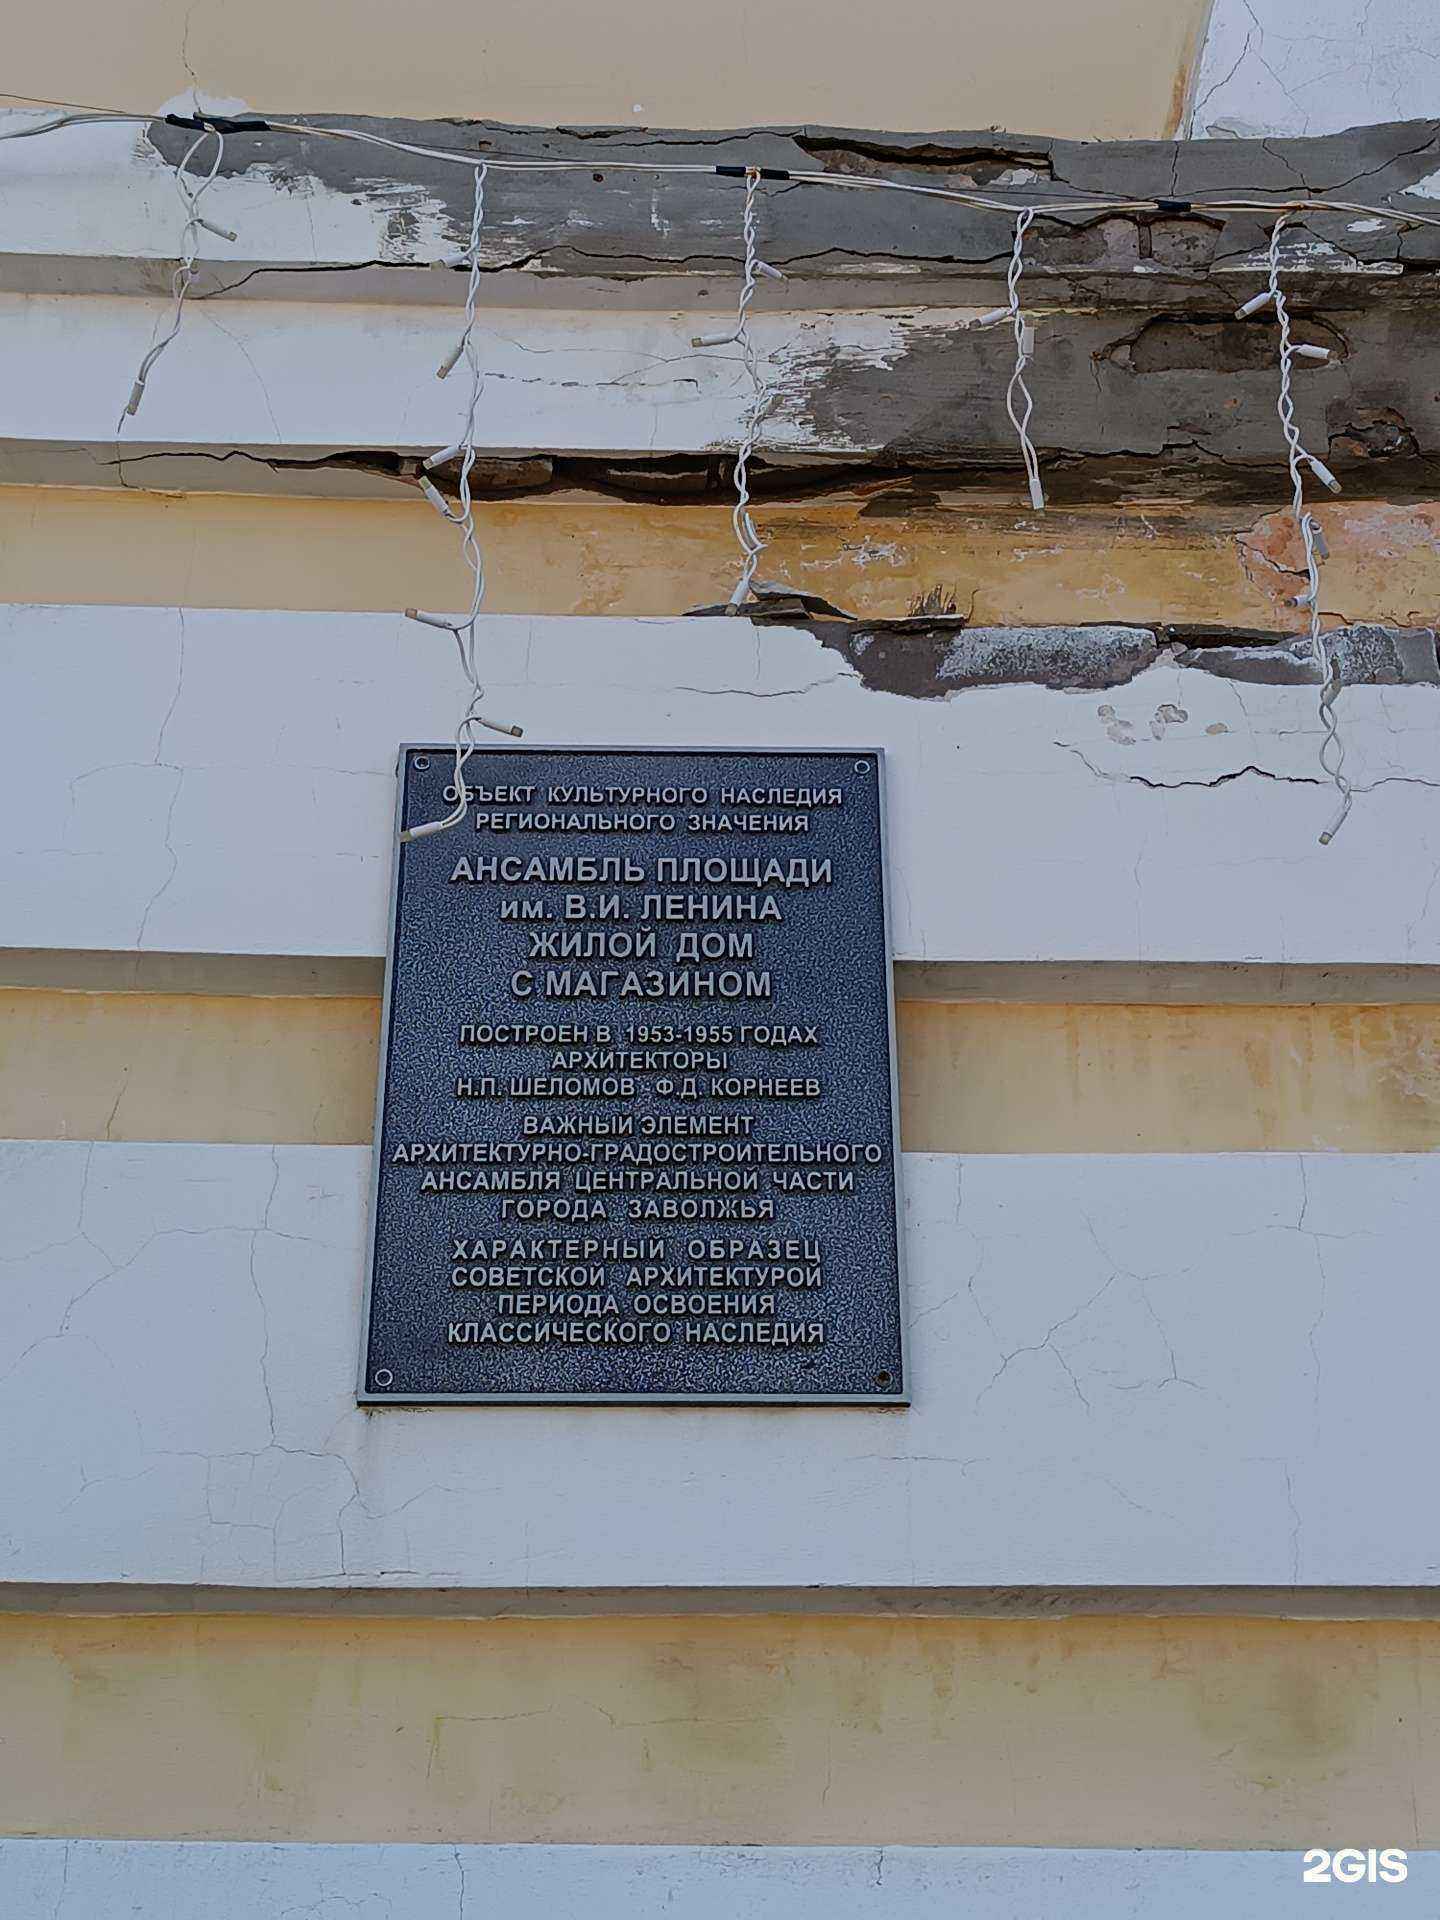 ОБЪЕКТ КУЛЬТУРНОГО НАСЛЕДИЯ
РЕГИОНАЛЬНОГО ЗНАЧЕНИЯ
АНСАМБЛЬ ПЛОЩАДИ
им. В.И. ЛЕНИНА
ЖИЛОЙ ДОМ
С МАГАЗИНОМ
ПОСТРОЕН В 1953-1955 ГОДАХ
АРХИТЕКТОРЫ
Н.П. ШЕЛОМОВ Ф.Д. КОРНЕЕВ
ВАЖНЫЙ ЭЛЕМЕНТ
АРХИТЕКТУРНО-ГРАДОСТРОИТЕЛЬНОГО
АНСАМБЛЯ ЦЕНТРАЛЬНОЙ ЧАСТИ
ГОРОДА ЗАВОЛЖЬЯ
ХАРАКТЕРНЫЙ ОБРАЗЕЦ
СОВЕТСКОЙ АРХИТЕКТУРОЙ
ПЕРИОДА ОСВОЕНИЯ
КЛАССИЧЕСКОГО НАСЛЕДИЯ
2GIS